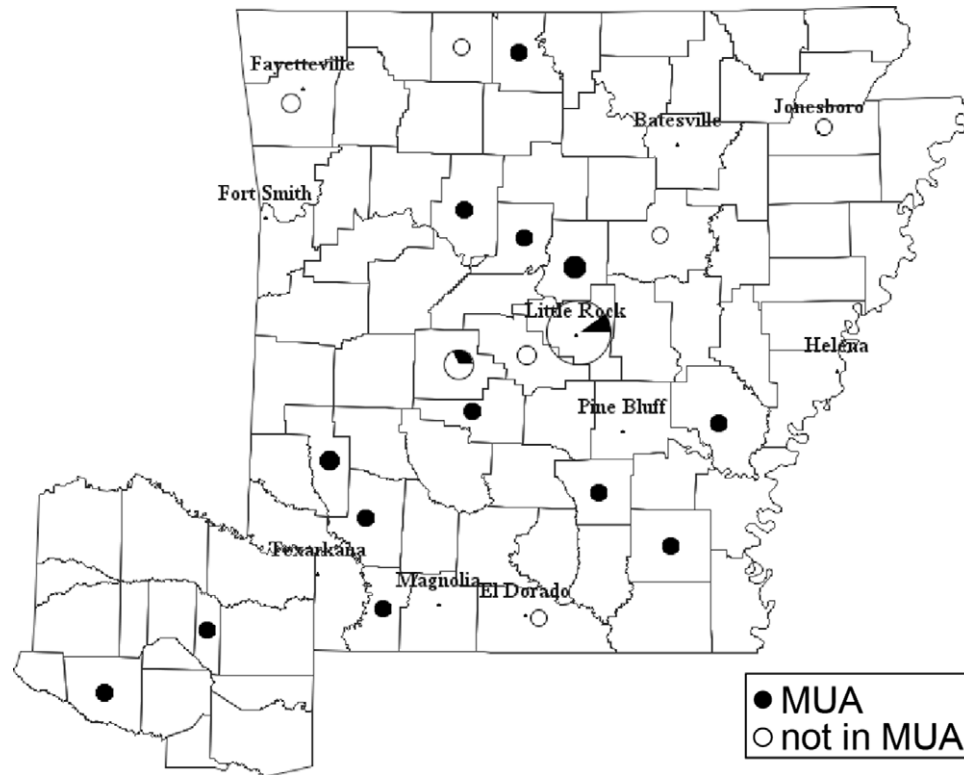 Fayetteville
Batesville
Jonesboro
Fort Smith
Little Rock
Helena
Pine Bluff
Texarkana
Magnolia
El Dorado
MUA
not in MUA